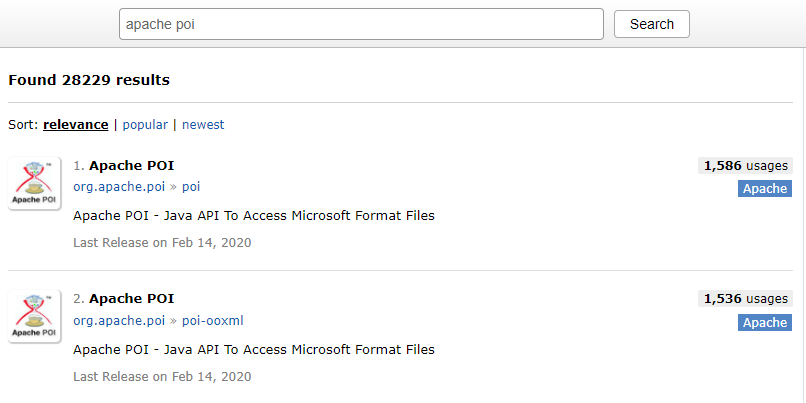 apache poi
Search
Found 28229 results
Sort: relevance | popular | newest
1. Apache POI
1,586 usages
org.apache.poi » poi
Apache
Apache POI
Apache POI - Java API To Access Microsoft Format Files
Last Release on Feb 14, 2020
2. Apache POI
1,536 usages
org.apache.poi » poi-ooxml
Apache
Apache POI
Apache POI - Java API To Access Microsoft Format Files
Last Release on Feb 14, 2020